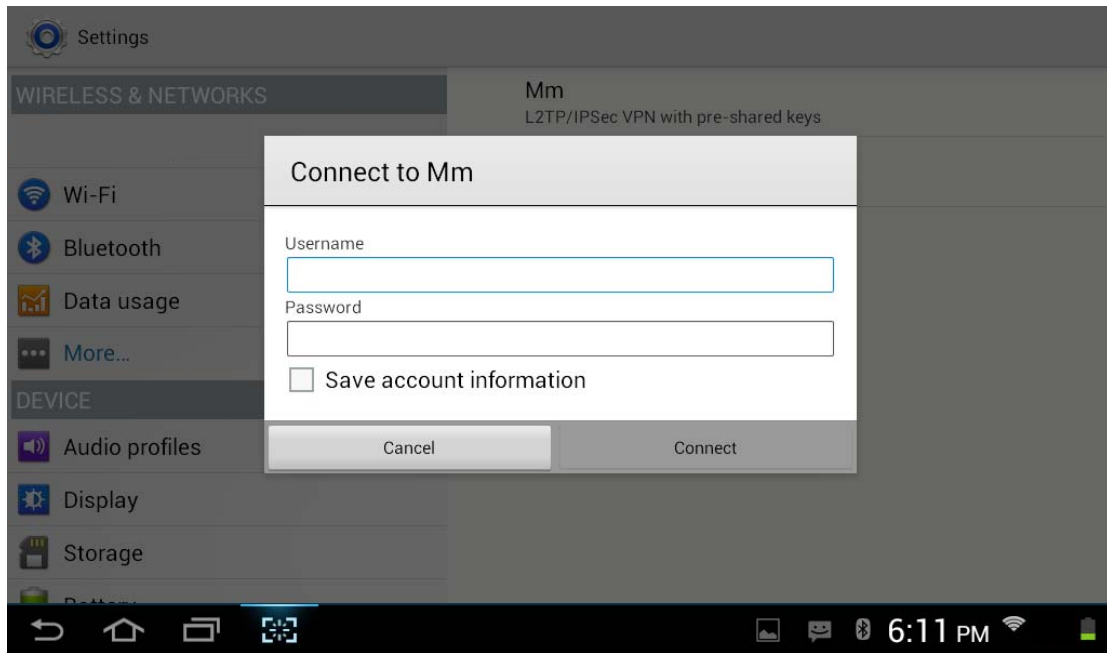 Settings
WIRELESS & NETWORKS
Wi-Fi
Bluetooth
Data usage
More...
DEVICE
Audio profiles
Display
Storage
Battery
Mm
L2TP/IPSec VPN with pre-shared keys
Connect to Mm
Username
Password
Save account information
Cancel
Connect
6:11 PM